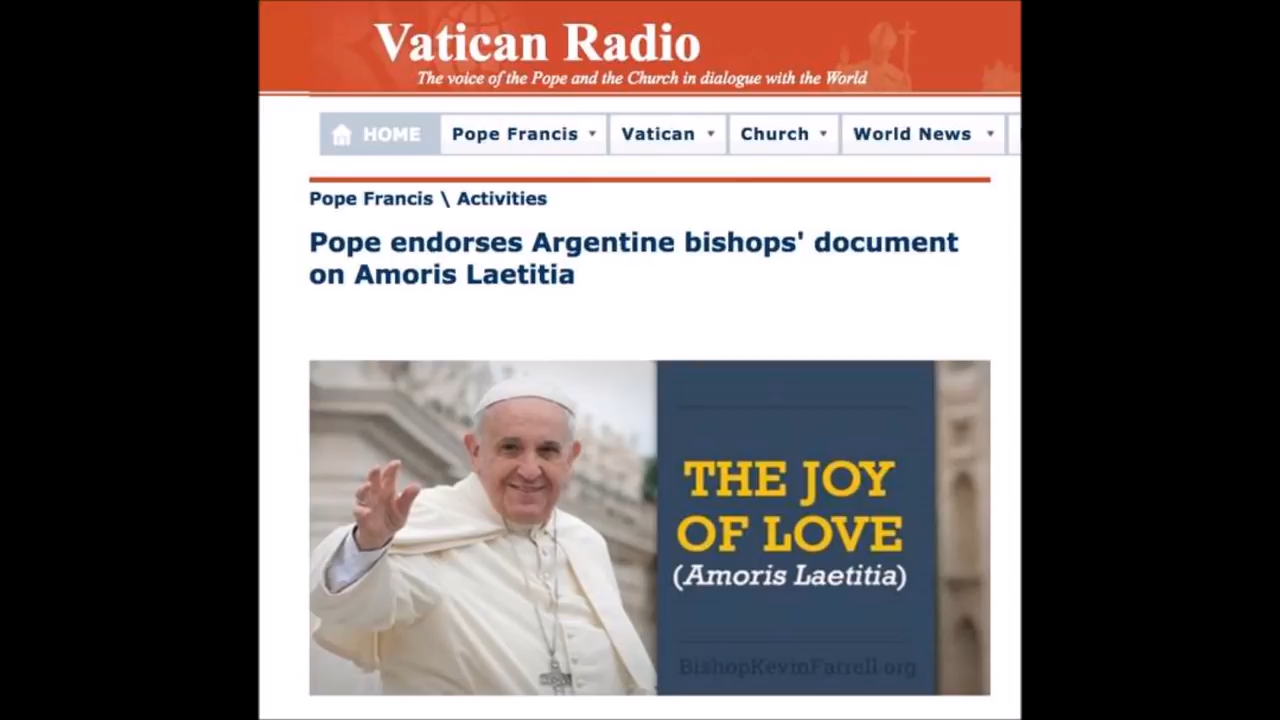 Vatican Radio
The voice of the Pope and the Church in dialogue with the World
HOME Pope Francis Vatican Church World News
Pope Francis \ Activities
Pope endorses Argentine bishops' document
on Amoris Laetitia
THE JOY
OF LOVE
(Amoris Laetitia)
BishopKevinFarrell.org